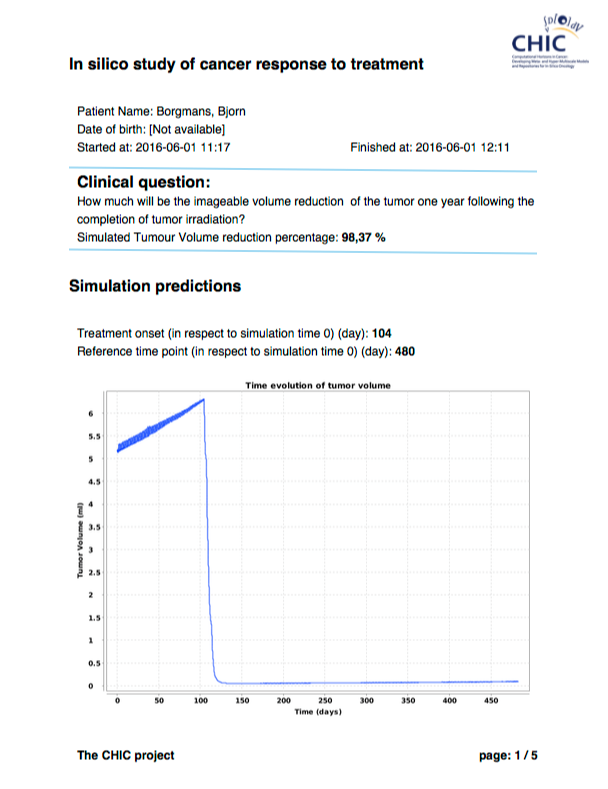 CHIC
In silico study of cancer response to treatment
Patient Name: Borgmans, Bjorn
Date of birth: [Not available]
Started at: 2016-06-01 11:17 Finished at: 2016-06-01 12:11
Clinical question:
How much will be the imageable volume reduction of the tumor one year following the
completion of tumor irradiation?
Simulated Tumour Volume reduction percentage: 98,37 %
Simulation predictions
Treatment onset (in respect to simulation time 0) (day): 104
Reference time point (in respect to simulation time 0) (day): 480
Time evolution of tumor volume
Tumor Volume (ml)
6
5.5
5
4.5
4
3.5
3
2.5
2
1.5
1
0.5
0
0 50 100 150 200 250 300 350 400 450
Time (days)
The CHIC project page: 1 / 5